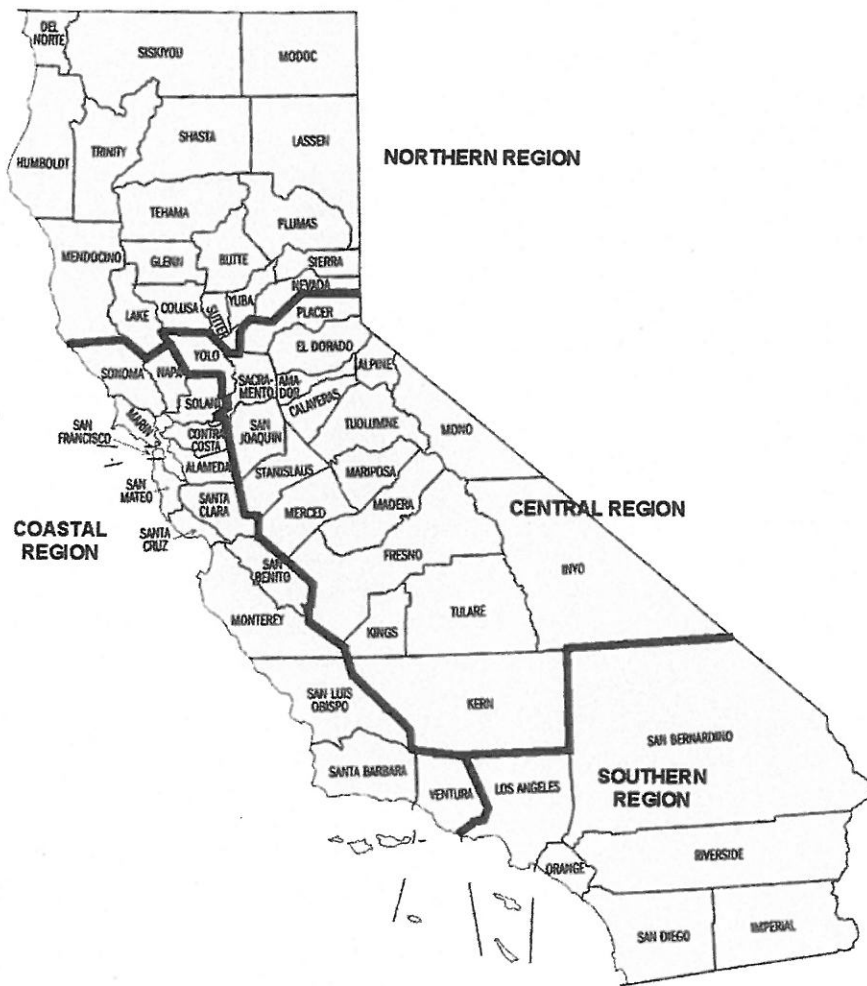 DEL
NORTE
SISKIYOU
MODOC
HUMBOLDT
TRINITY
SHASTA
LASSEN
NORTHERN REGION
TEHAMA
PLUMAS
MENDOCINO
GLENN
BUTTE
SIERRA
NEVADA
YUBA
SUTTER
COLUSA
LAKE
PLACER
YOLO
EL DORADO
SONOMA
NAPA
SACRA-
MENTO
AMA-
DOR
ALPINE
SOLANO
CALAVERAS
MARIN
SAN
FRANCISCO
CONTRA
COSTA
SAN
JOAQUIN
TUOLUMNE
MONO
ALAMEDA
STANISLAUS
MARIPOSA
SAN
MATEO
SANTA
CLARA
MERCED
MADERA
CENTRAL REGION
COASTAL
REGION
SANTA
CRUZ
SAN
BENITO
FRESNO
INYO
MONTEREY
KINGS
TULARE
SAN LUIS
OBISPO
KERN
SAN BERNARDINO
SANTA BARBARA
VENTURA
LOS ANGELES
SOUTHERN
REGION
ORANGE
RIVERSIDE
SAN DIEGO
IMPERIAL